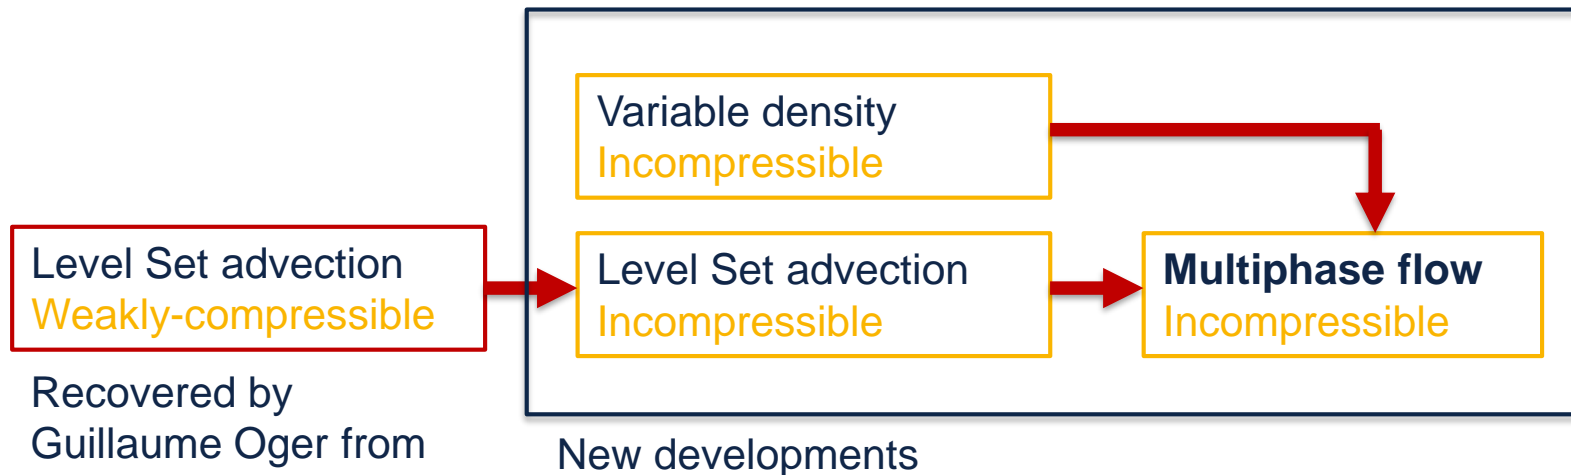 Variable density
Incompressible
Level Set advection
Weakly-compressible
Level Set advection
Incompressible
Multiphase flow
Incompressible
Recovered by
Guillaume Oger from
New developments